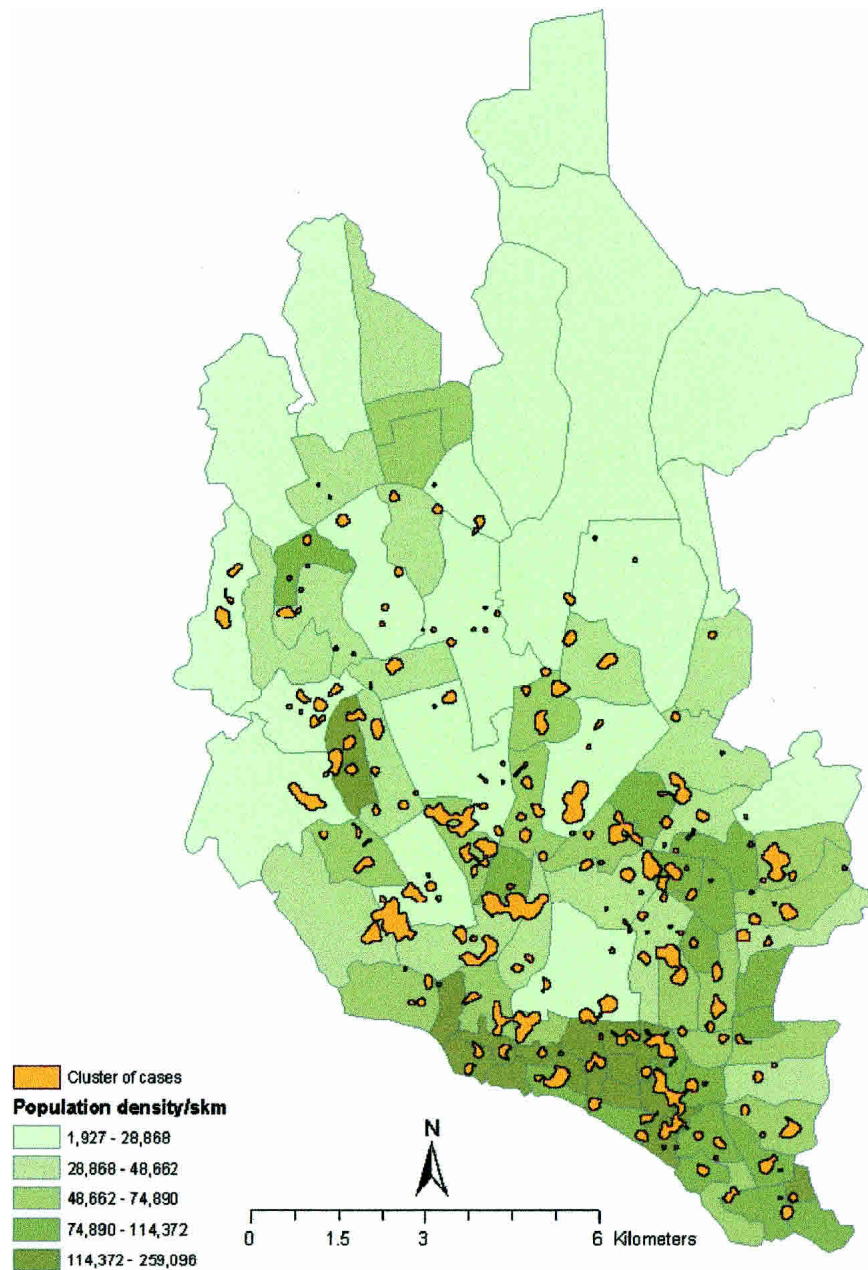 Cluster of cases
Population density/skm
1,927 - 28,868
28,868 - 48,662
48,662 - 74,890
74,890 - 114,372
114,372 - 259,096
N
0 1.5 3 6 Kilometers